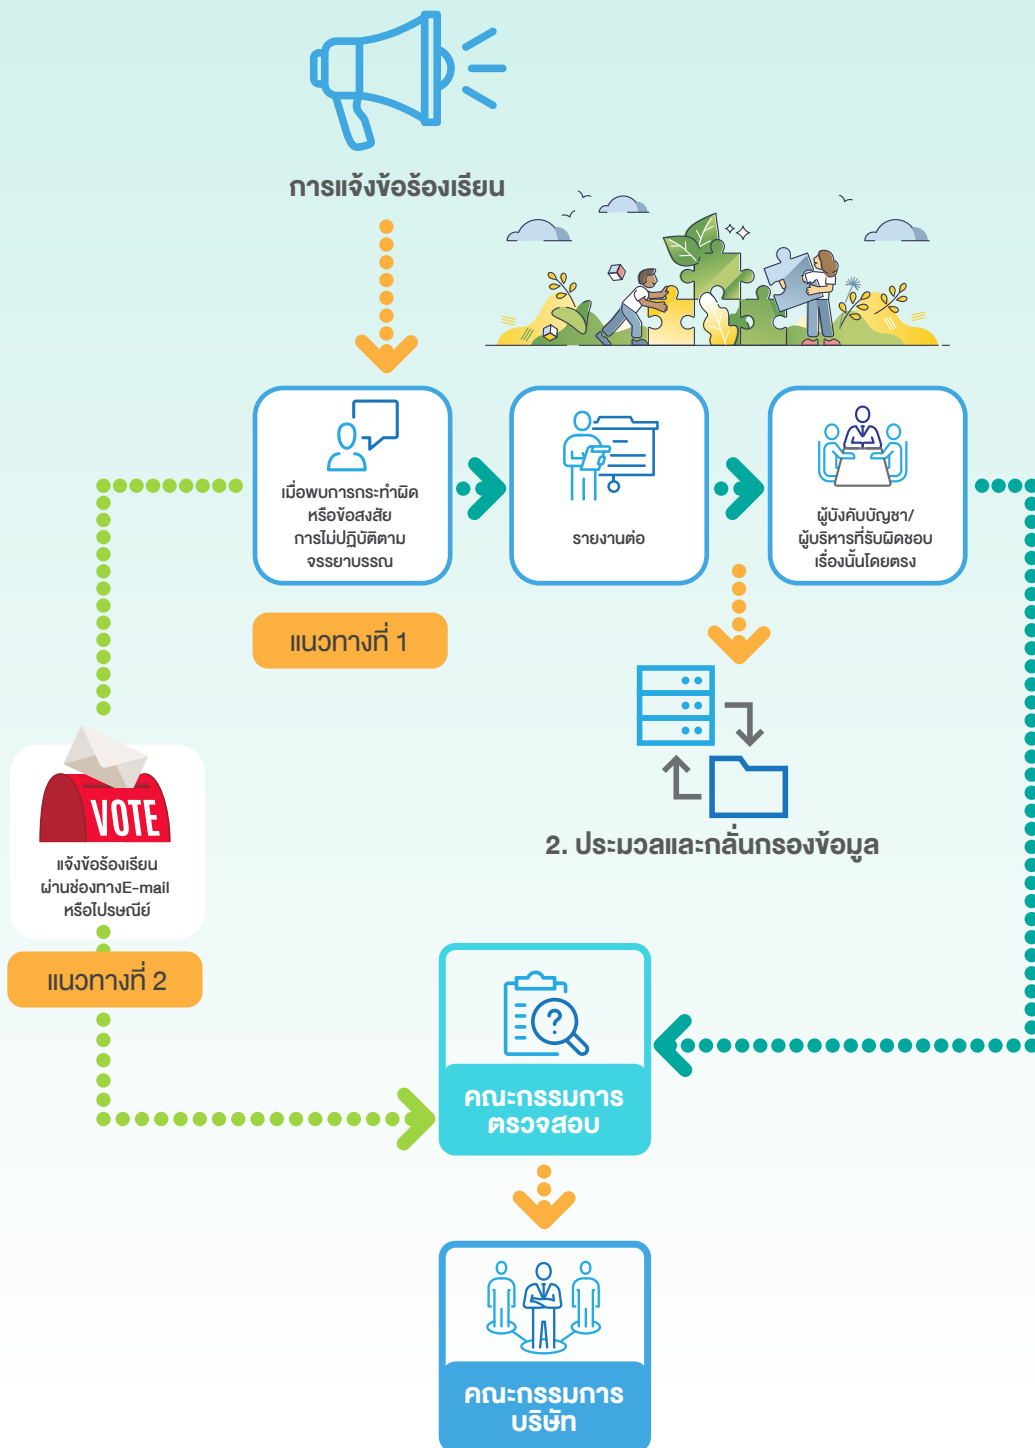 การแจ้งข้อร้องเรียน
เมื่อพบการกระทำผิด
หรือข้อสงสัย
การไม่ปฏิบัติตาม
จรรยาบรรณ
รายงานต่อ
ผู้บังคับบัญชา/
ผู้บริหารที่รับผิดชอบ
เรื่องนั้นโดยตรง
แนวทางที่ 1
2. ประมวลและกลั่นกรองข้อมูล
VOTE
แจ้งข้อร้องเรียน
ผ่านช่องทางE-mail
หรือไปรษณีย์
แนวทางที่ 2
?
คณะกรรมการ
ตรวจสอบ
คณะกรรมการ
บริษัท